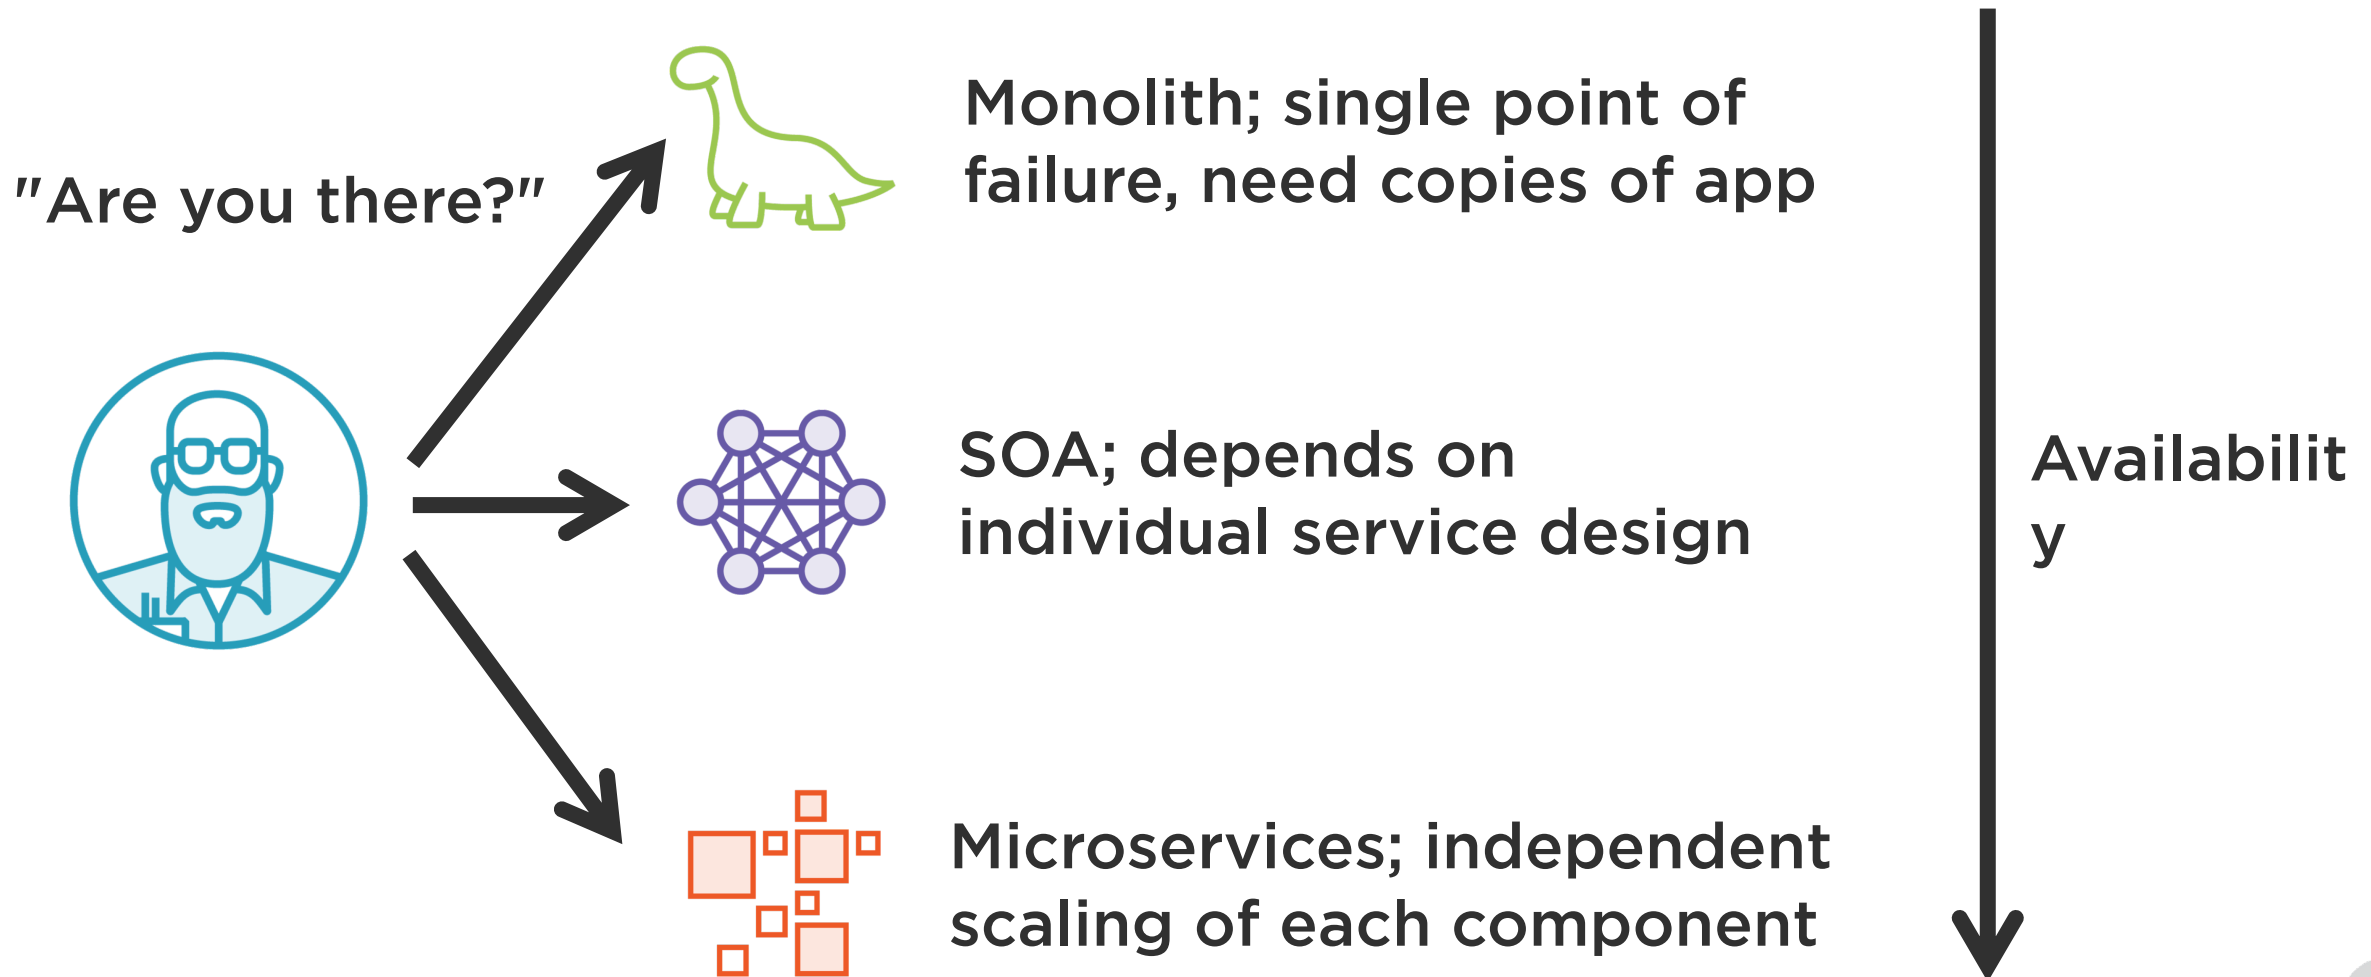 "Are you there?"
Monolith; single point of
failure, need copies of app
SOA; depends on
individual service design
Microservices; independent
scaling of each component
Availabilit
y